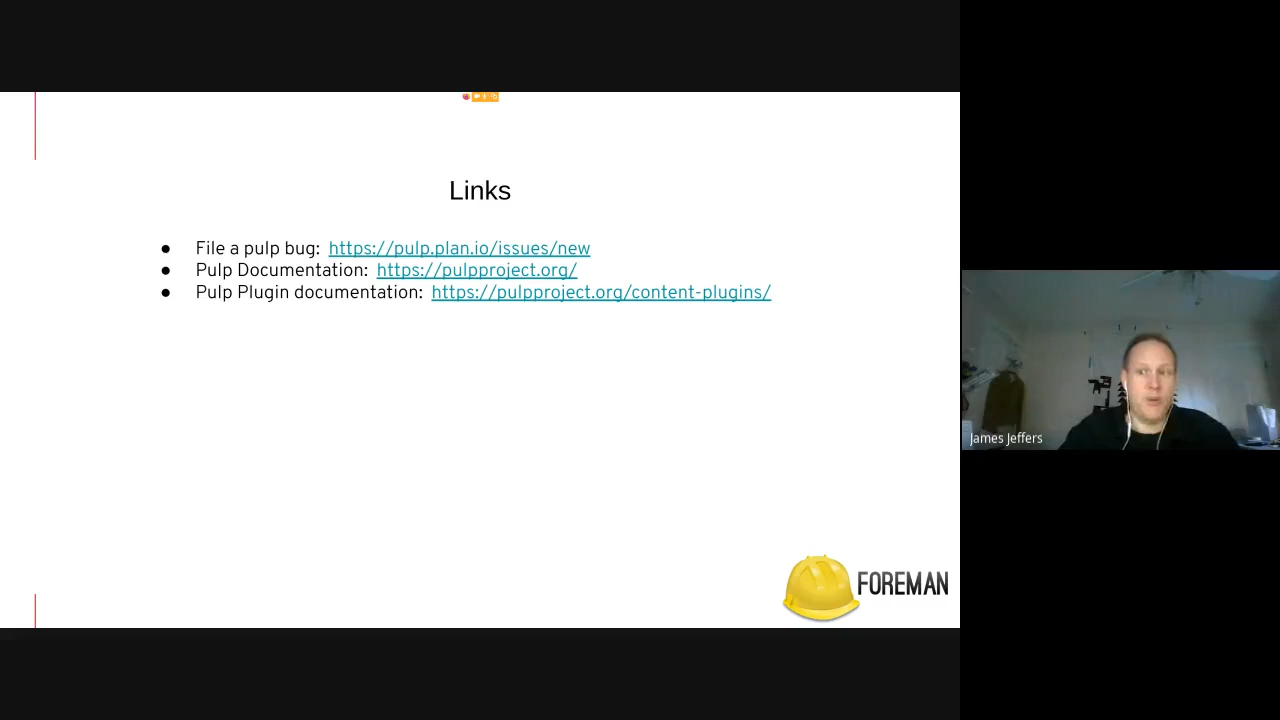 Links
● File a pulp bug: https://pulp.plan.io/issues/new
● Pulp Documentation: https://pulpproject.org/
● Pulp Plugin documentation: https://pulpproject.org/content-plugins/
James Jeffers
FOREMAN